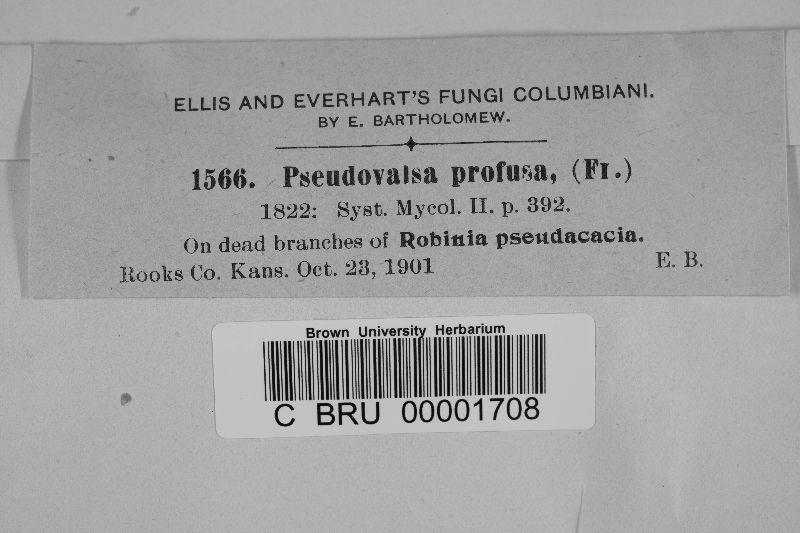 ELLIS AND EVERHART'S FUNGI COLUMBIANI.
BY E. BARTHOLOMEW.
1566. Pseudovalsa profusa, (Fr.)
1822: Syst. Mycol. II. p. 392.
On dead branches of Robinia pseudacacia.
Rooks Co. Kans. Oct. 23, 1901 E. B.
Brown University Herbarium
C BRU 00001708